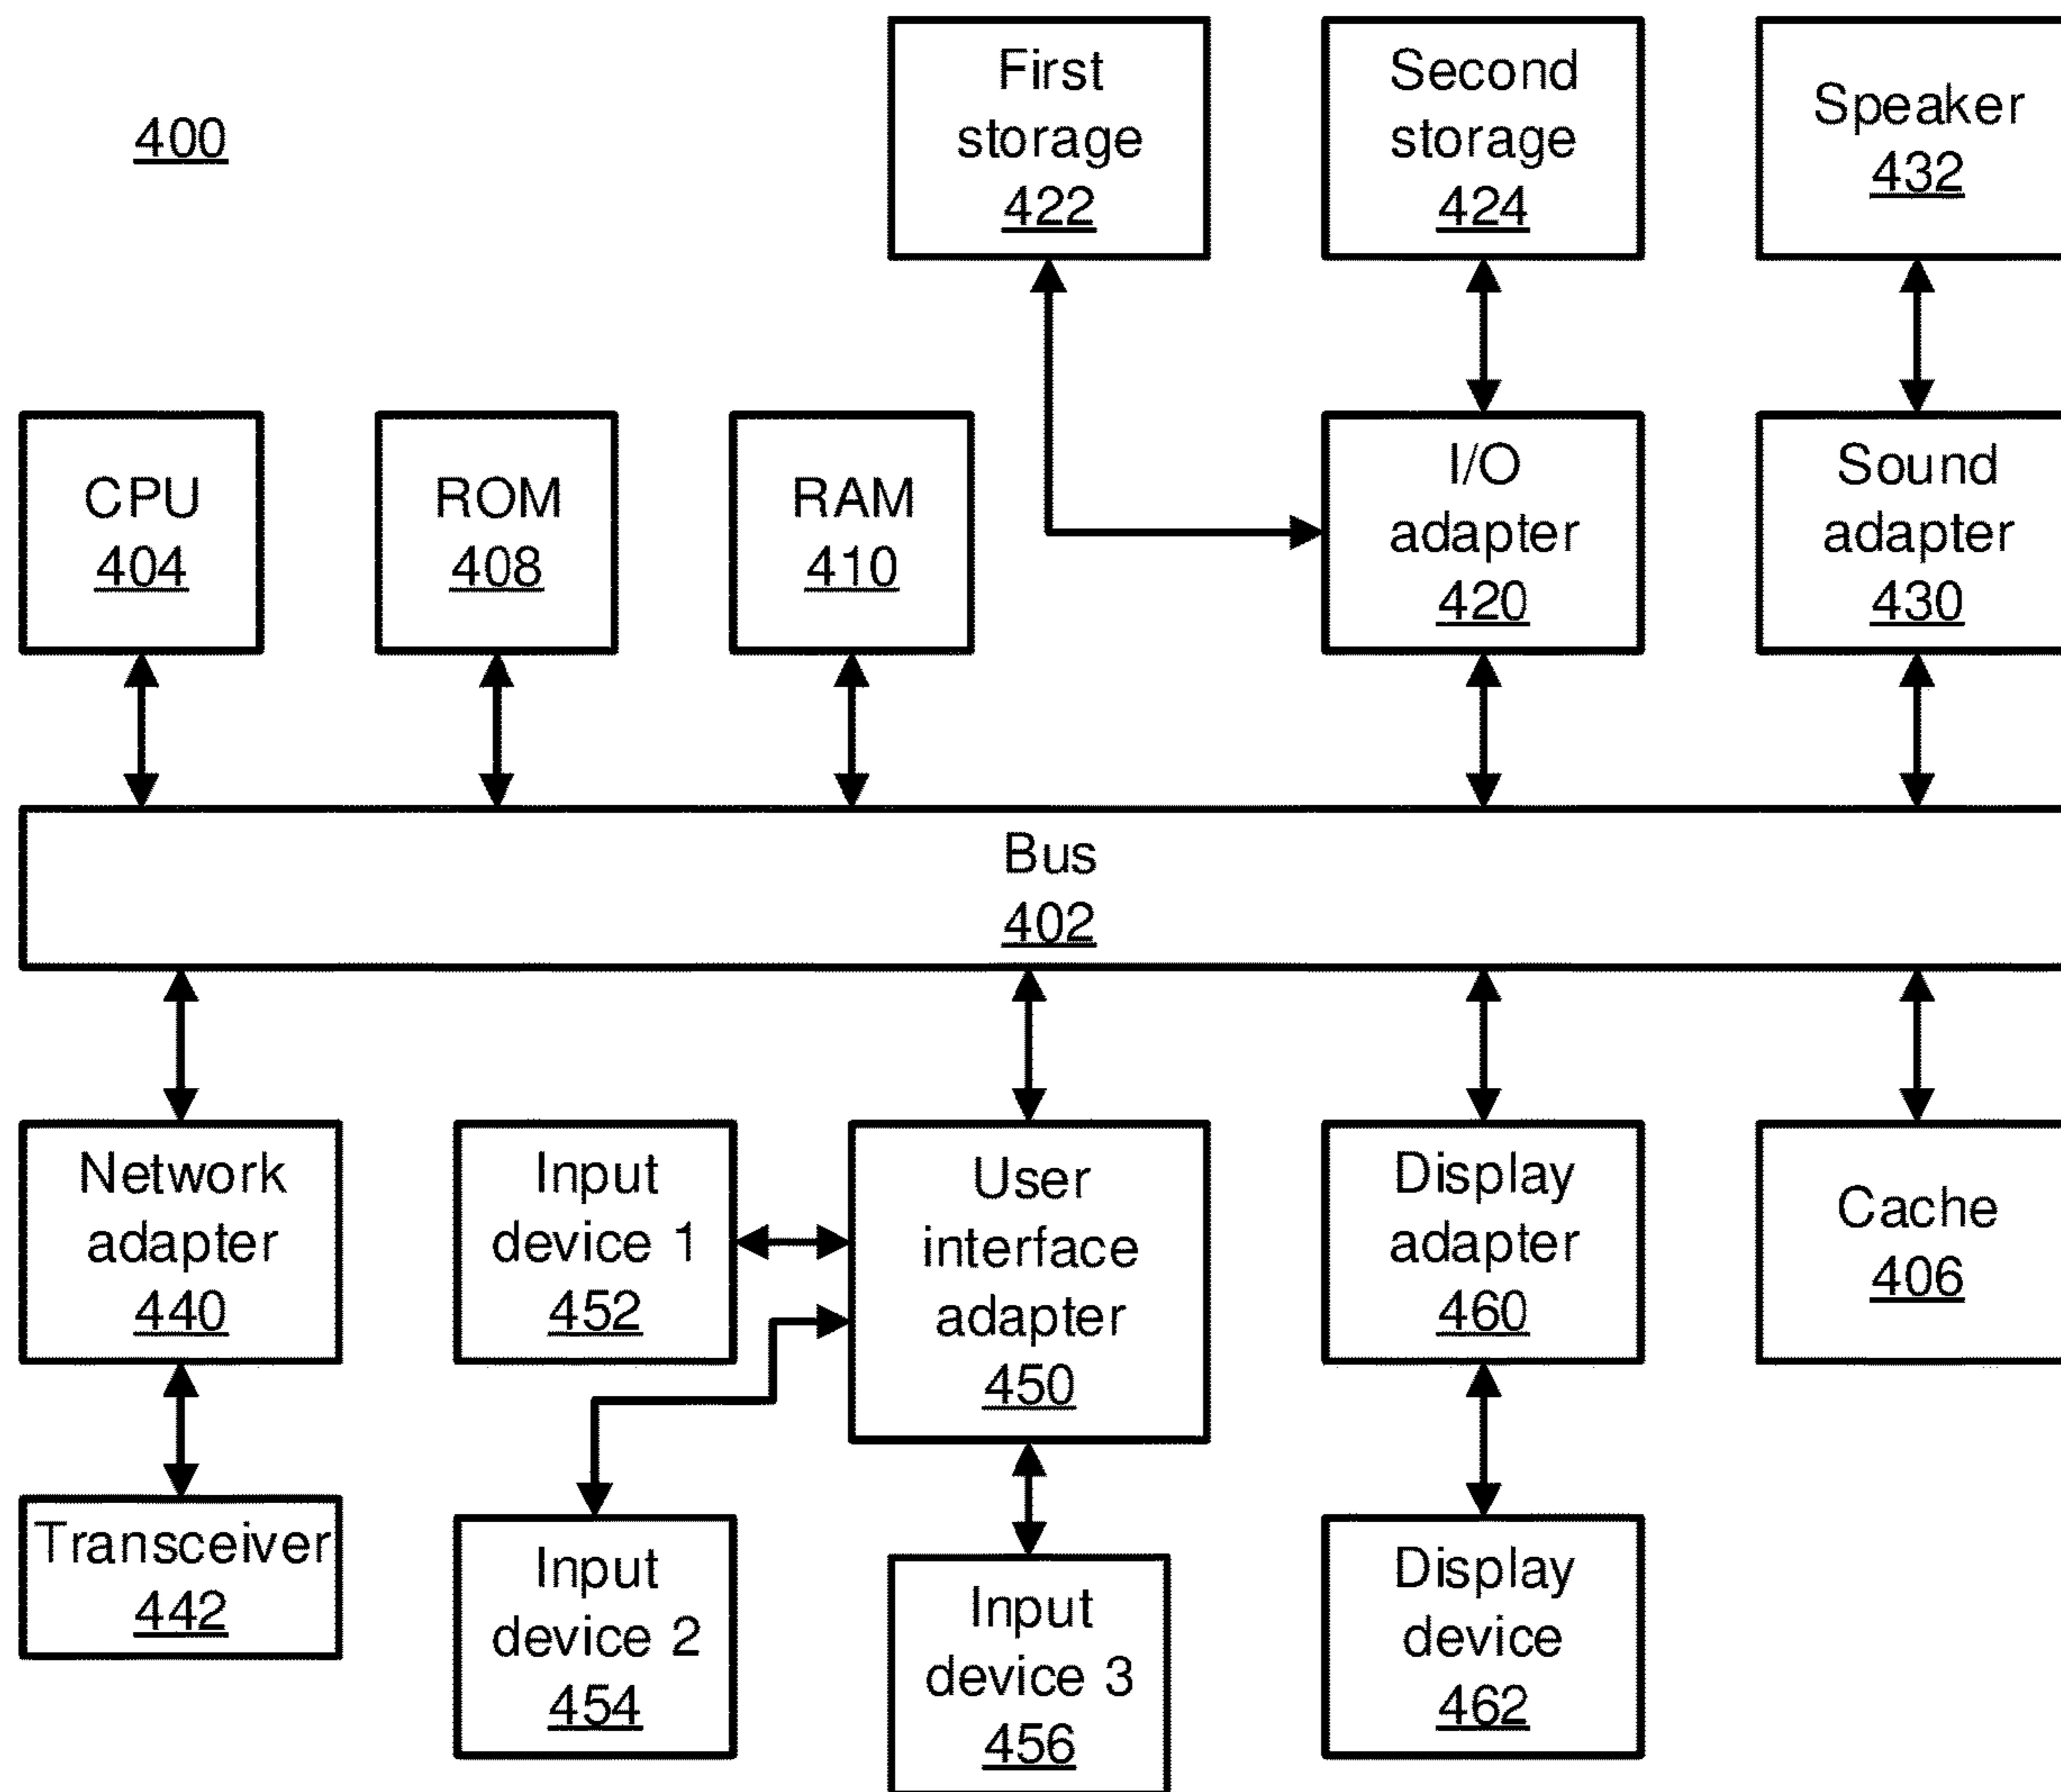 400
First
storage
422
Second
storage
424
Speaker
432
CPU
404
ROM
408
RAM
410
I/O
adapter
420
Sound
adapter
430
Bus
402
Network
adapter
440
Input
device 1
452
User
interface
adapter
450
Display
adapter
460
Cache
406
Transceiver
442
Input
device 2
454
Input
device 3
456
Display
device
462